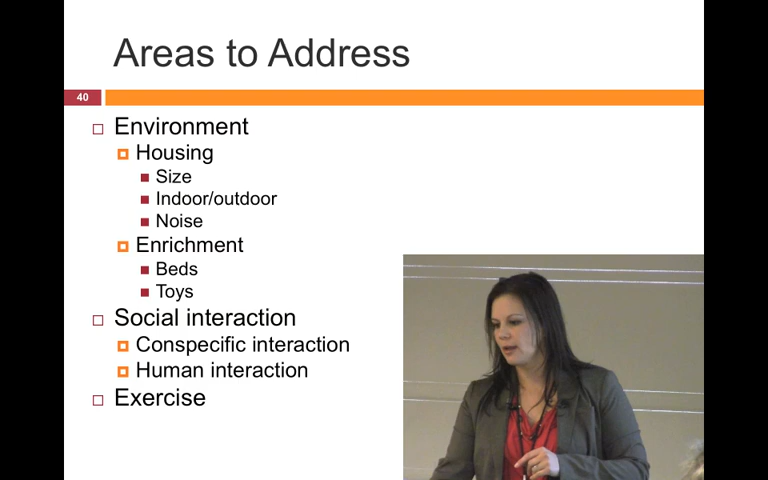 Areas to Address
40
Environment
Housing
Size
Indoor/outdoor
Noise
Enrichment
Beds
Toys
Social interaction
Conspecific interaction
Human interaction
Exercise